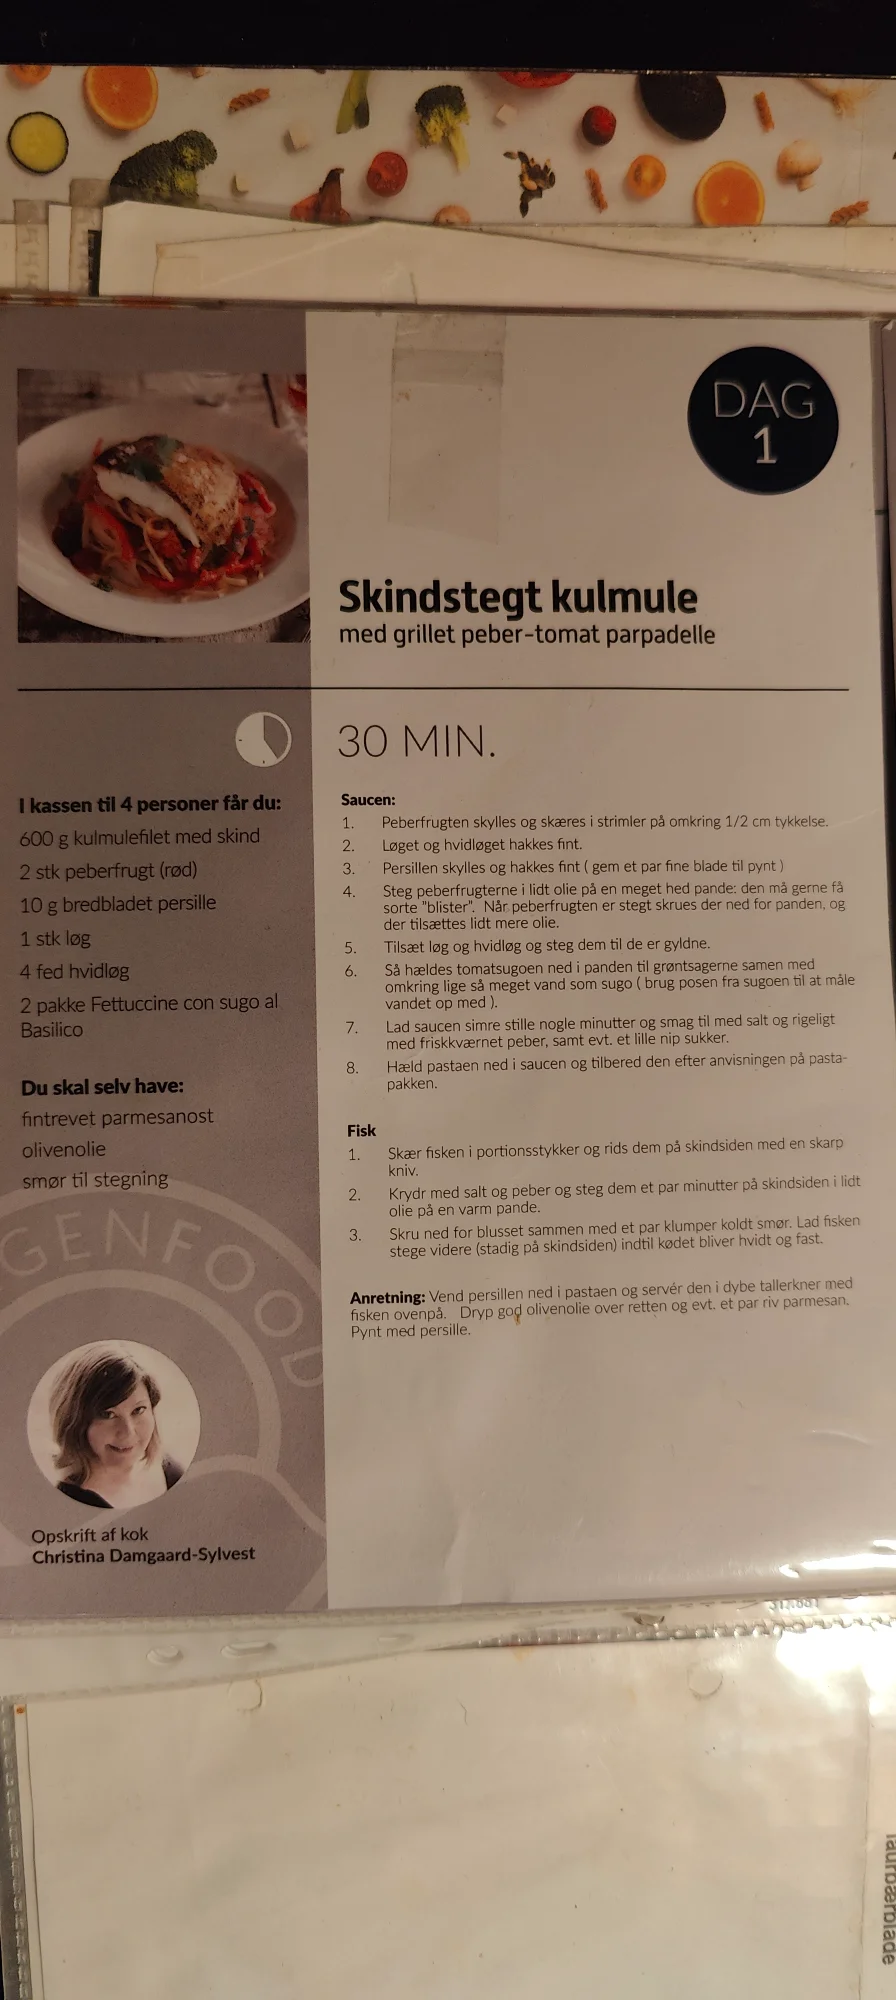 DAG
1
Skindstegt kulmule
med grillet peber-tomat parpadelle
30 MIN.
I kassen til 4 personer får du:
600 g kulmulefilet med skind
2 stk peberfrugt (rød)
10 g bredbladet persille
1 stk løg
4 fed hvidløg
2 pakke Fettuccine con sugo al
Basilico
Du skal selv have:
fintrevet parmesanost
olivenolie
smør til stegning
GENFOOD
Opskrift af kok
Christina Damgaard-Sylvest
Saucen:
1. Peberfrugten skylles og skæres i strimler på omkring 1/2 cm tykkelse.
2. Løget og hvidløget hakkes fint.
3. Persillen skylles og hakkes fint ( gem et par fine blade til pynt )
4. Steg peberfrugterne i lidt olie på en meget hed pande: den må gerne få
sorte "blister". Når peberfrugten er stegt skrues der ned for panden, og
der tilsættes lidt mere olie.
5. Tilsæt løg og hvidløg og steg dem til de er gyldne.
6. Så hældes tomatsugoen ned i panden til grøntsagerne samen med
omkring lige så meget vand som sugo ( brug posen fra sugoen til at måle
vandet op med ).
7. Lad saucen simre stille nogle minutter og smag til med salt og rigeligt
med friskkværnet peber, samt evt. et lille nip sukker.
8. Hæld pastaen ned i saucen og tilbered den efter anvisningen på pasta-
pakken.
Fisk
1. Skær fisken i portionsstykker og rids dem på skindsiden med en skarp
kniv.
2. Krydr med salt og peber og steg dem et par minutter på skindsiden i lidt
olie på en varm pande.
3. Skru ned for blusset sammen med et par klumper koldt smør. Lad fisken
stege videre (stadig på skindsiden) indtil kødet bliver hvidt og fast.
Anretning: Vend persillen ned i pastaen og servér den i dybe tallerkner med
fisken ovenpå. Dryp god olivenolie over retten og evt. et par riv parmesan.
Pynt med persille.
laurbærblade